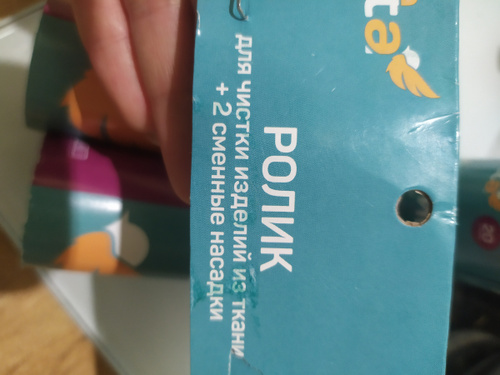 ta
РОЛИК
для чистки изделий из ткани
+ 2 сменные насадки